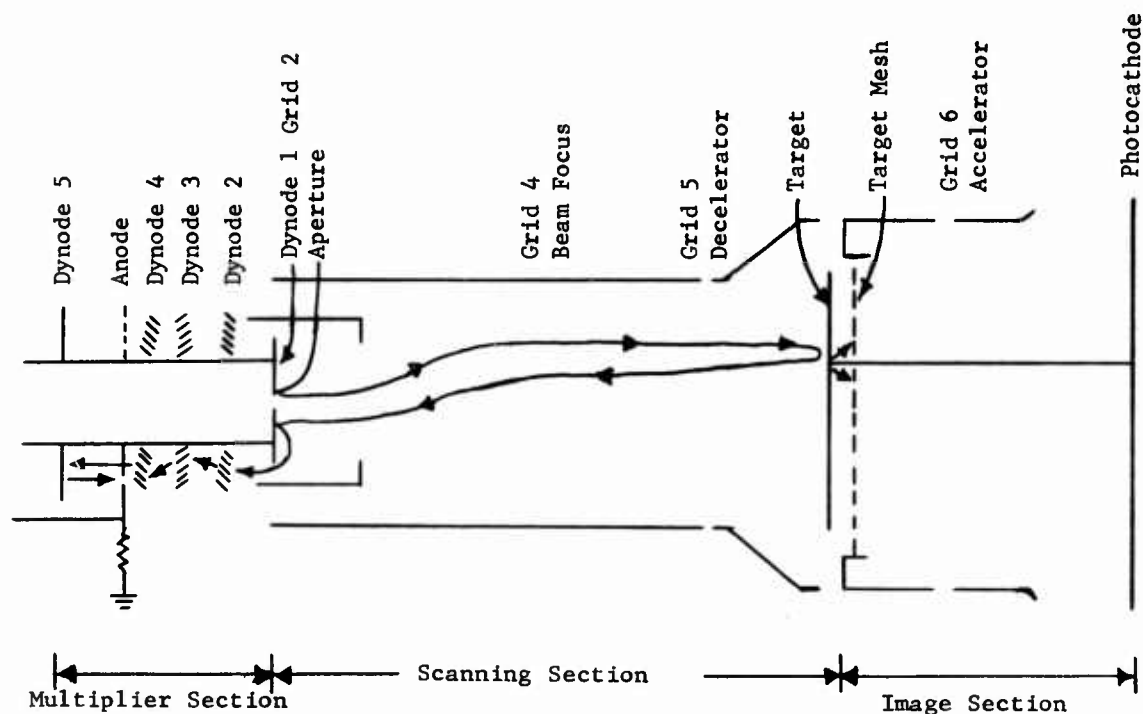 Dynode 5
Anode
Dynode 4
Dynode 3
Dynode 2
Dynode 1 Grid 2
Aperture
Grid 4
Beam Focus
Grid 5
Decelerator
Target
Target Mesh
Grid 6
Accelerator
Photocathode
Multiplier Section
Scanning Section
Image Section